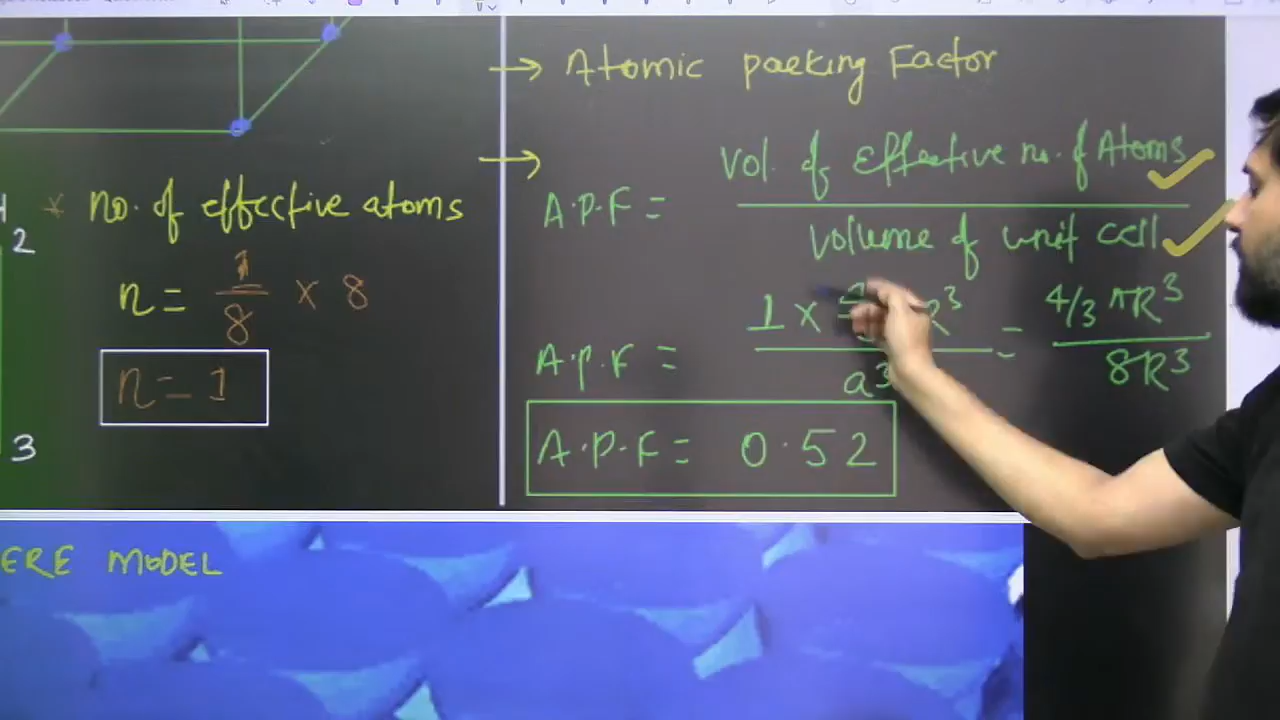 → Atomic packing Factor
→
Vol. of Effective no. of Atoms
A.P.F =
Volume of unit cell
2 * no. of effective atoms
n = 1/8 × 8
1 × R³ = 4/3 πR³
A.P.F =
a³ 8R³
n = 1
3
A.P.F = 0.52
ERE MODEL